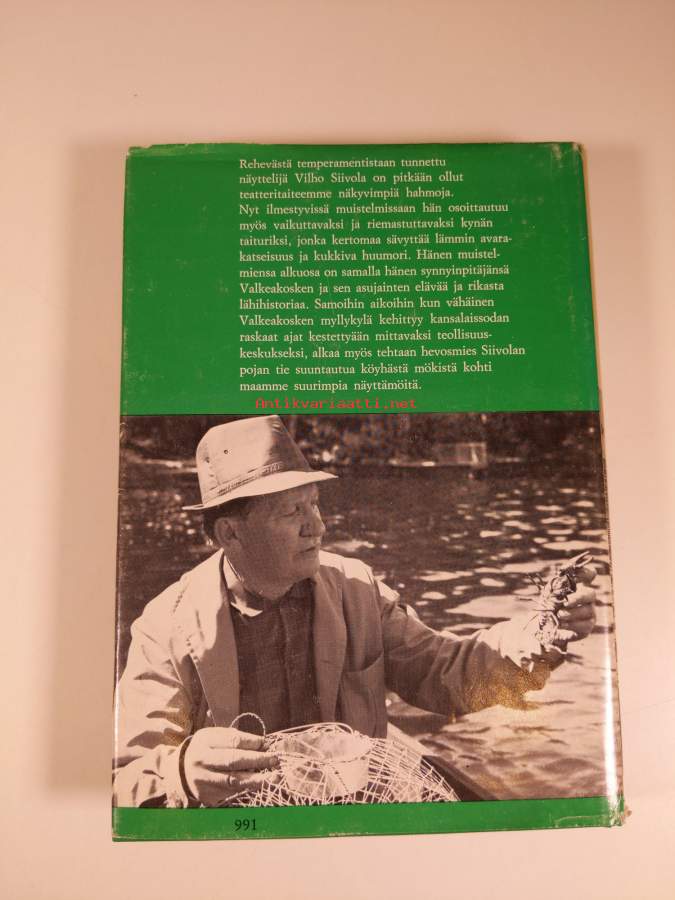 Rehevästä temperamentistaan tunnettu
näyttelijä Vilho Siivola on pitkään ollut
teatteritaiteemme näkyvimpiä hahmoja.
Nyt ilmestyvissä muistelmissaan hän osoittautuu
myös vaikuttavaksi ja riemastuttavaksi kynän
taituriksi, jonka kertomaa sävyttää lämmin avara-
katseisuus ja kukkiva huumori. Hänen muistel-
miensa alkuosa on samalla hänen synnyinpitäjänsä
Valkeakosken ja sen asujainten elävää ja rikasta
lähihistoriaa. Samoihin aikoihin kun vähäinen
Valkeakosken myllykylä kehittyy kansalaissodan
raskaat ajat kestettyään mittavaksi teollisuus-
keskukseksi, alkaa myös tehtaan hevosmies Siivolan
pojan tie suuntautua köyhästä mökistä kohti
maamme suurimpia näyttämöitä.
Antikvariaatti.net
991